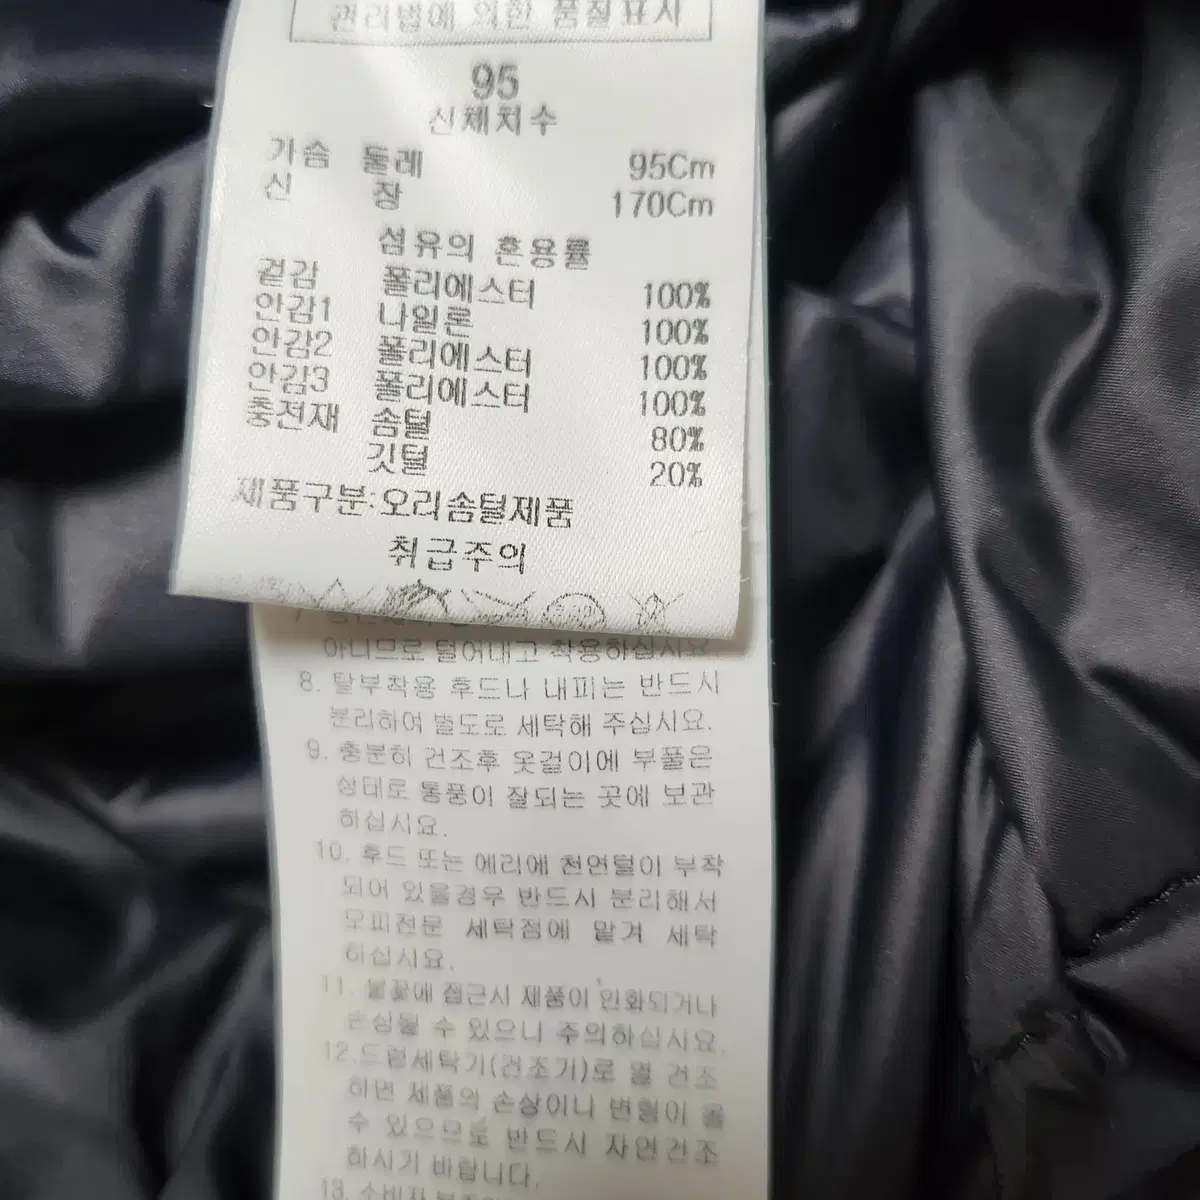 관리법에 의한 품질표시
95
신체치수
가슴 둘레 95Cm
신 장 170Cm
섬유의 혼용률
겉감 폴리에스터 100%
안감1 나일론 100%
안감2 폴리에스터 100%
안감3 폴리에스터 100%
충전재 솜털 80%
깃털 20%
제품구분:오리솜털제품
취급주의
아니므로 털어내고 착용하십시요.
8. 탈부착용 후드나 내피는 반드시
분리하여 별도로 세탁해 주십시요.
9. 충분히 건조후 옷걸이에 부풀은
상태로 통풍이 잘되는 곳에 보관
하십시요.
10. 후드 또는 에리에 천연털이 부착
되어 있을경우 반드시 분리해서
모피전문 세탁점에 맡겨 세탁
하십시요.
11. 불꽃에 접근시 제품이 인화되거나
손상될 수 있으니 주의하십시요.
12.드럼세탁기(건조기)로 열 건조
하면 제품의 손상이나 변형이 올
수 있으므로 반드시 자연건조
하시기 바랍니다.
13. 소비자